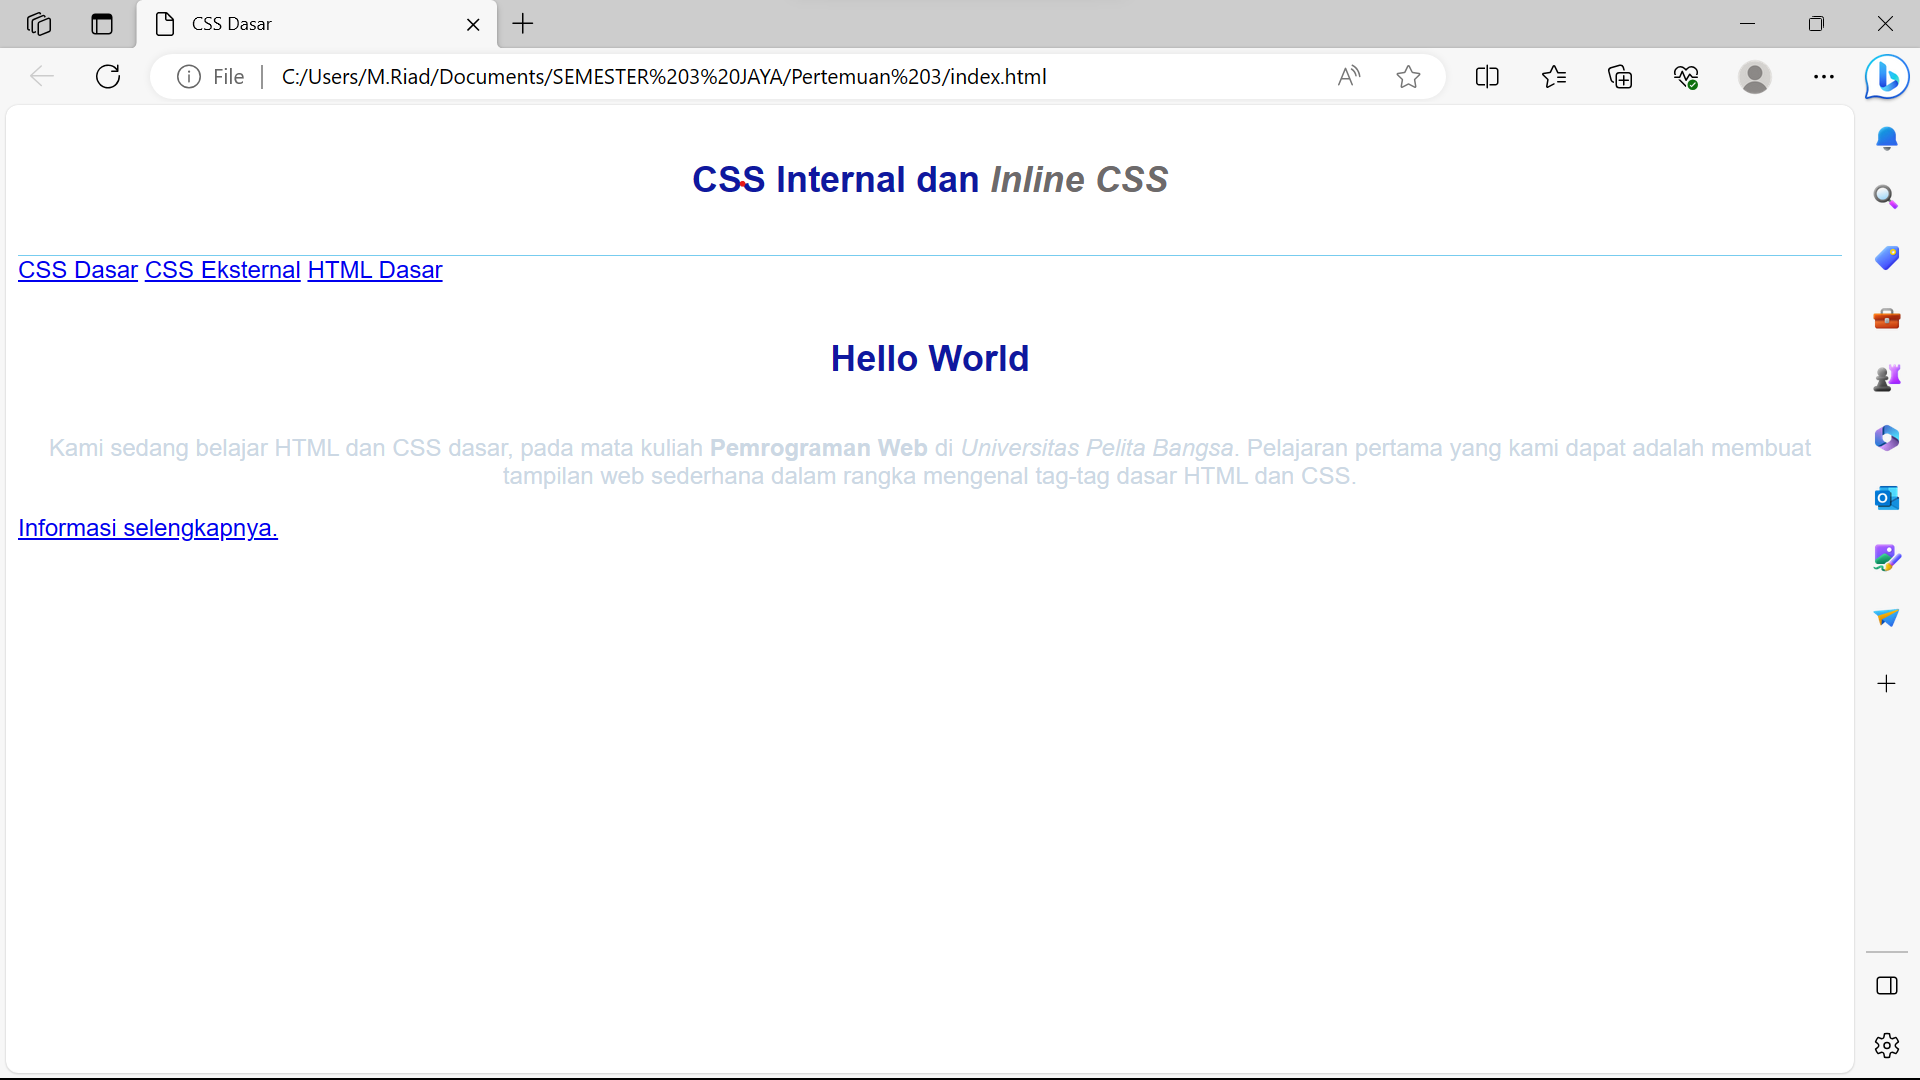 CSS Dasar
File
C:/Users/M.Riad/Documents/SEMESTER%203%20JAYA/Pertemuan%203/index.html
CSS Internal dan Inline CSS
CSS Dasar CSS Eksternal HTML Dasar
Hello World
Kami sedang belajar HTML dan CSS dasar, pada mata kuliah Pemrograman Web di Universitas Pelita Bangsa. Pelajaran pertama yang kami dapat adalah membuat
tampilan web sederhana dalam rangka mengenal tag-tag dasar HTML dan CSS.
Informasi selengkapnya.